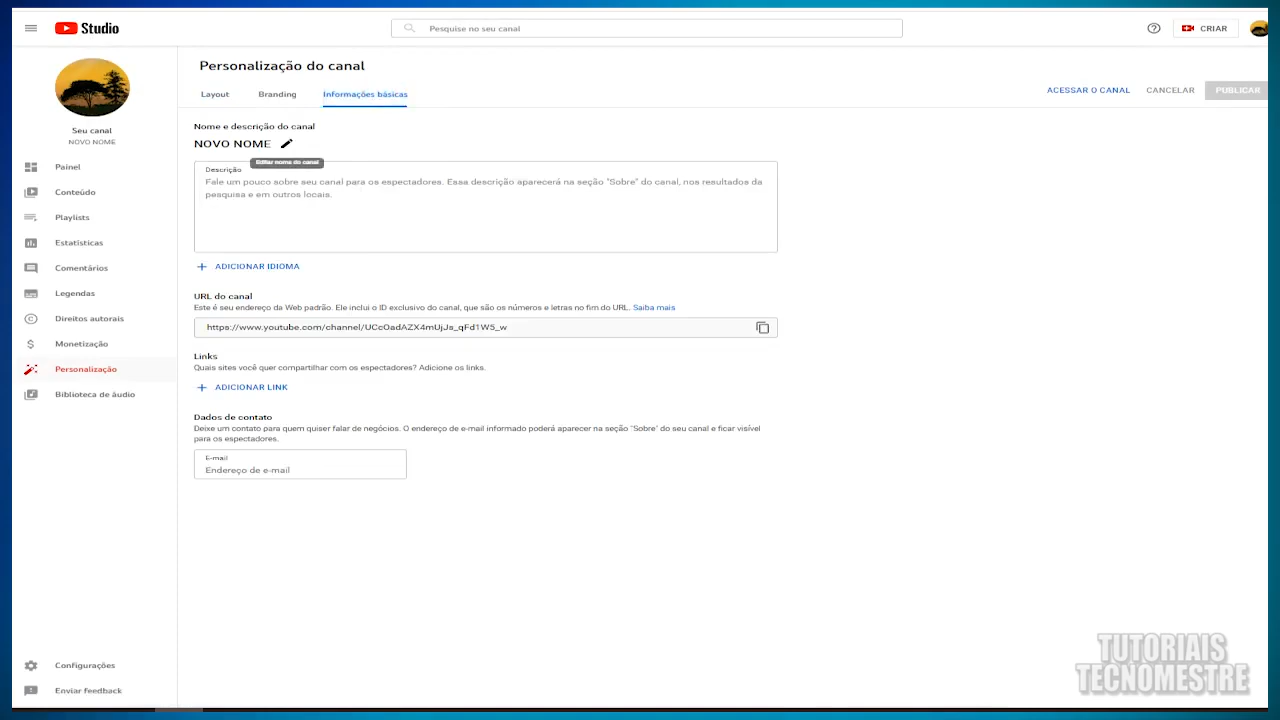 Studio
Pesquise no seu canal
CRIAR
Seu canal
NOVO NOME
Painel
Conteúdo
Playlists
Estatísticas
Comentários
Legendas
Direitos autorais
Monetização
Personalização
Biblioteca de áudio
Configurações
Enviar feedback
Personalização do canal
Layout
Branding
Informações básicas
ACESSAR O CANAL
CANCELAR
PUBLICAR
Nome e descrição do canal
NOVO NOME
Editar nome do canal
Descrição
Fale um pouco sobre seu canal para os espectadores. Essa descrição aparecerá na seção "Sobre" do canal, nos resultados da
pesquisa e em outros locais.
ADICIONAR IDIOMA
URL do canal
Este é seu endereço da Web padrão. Ele inclui o ID exclusivo do canal, que são os números e letras no fim do URL. Saiba mais
https://www.youtube.com/channel/UCcOadAZX4mUjJs_qFd1W5_w
Links
Quais sites você quer compartilhar com os espectadores? Adicione os links.
ADICIONAR LINK
Dados de contato
Deixe um contato para quem quiser falar de negócios. O endereço de e-mail informado poderá aparecer na seção "Sobre" do seu canal e ficar visível
para os espectadores.
E-mail
Endereço de e-mail
TUTORIAIS
TECNOMESTRE